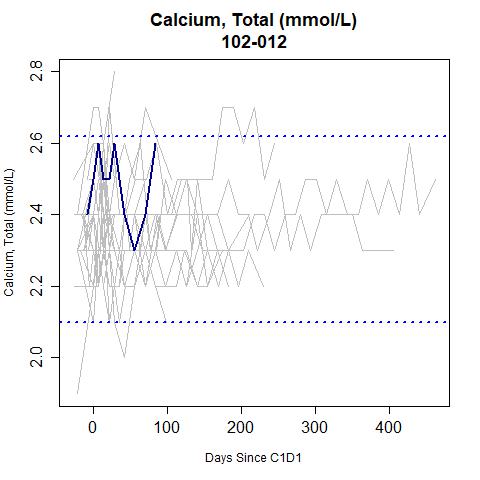 Calcium, Total (mmol/L)
102-012
Calcium, Total (mmol/L)
2.8
2.6
2.4
2.2
2.0
0 100 200 300 400
Days Since C1D1